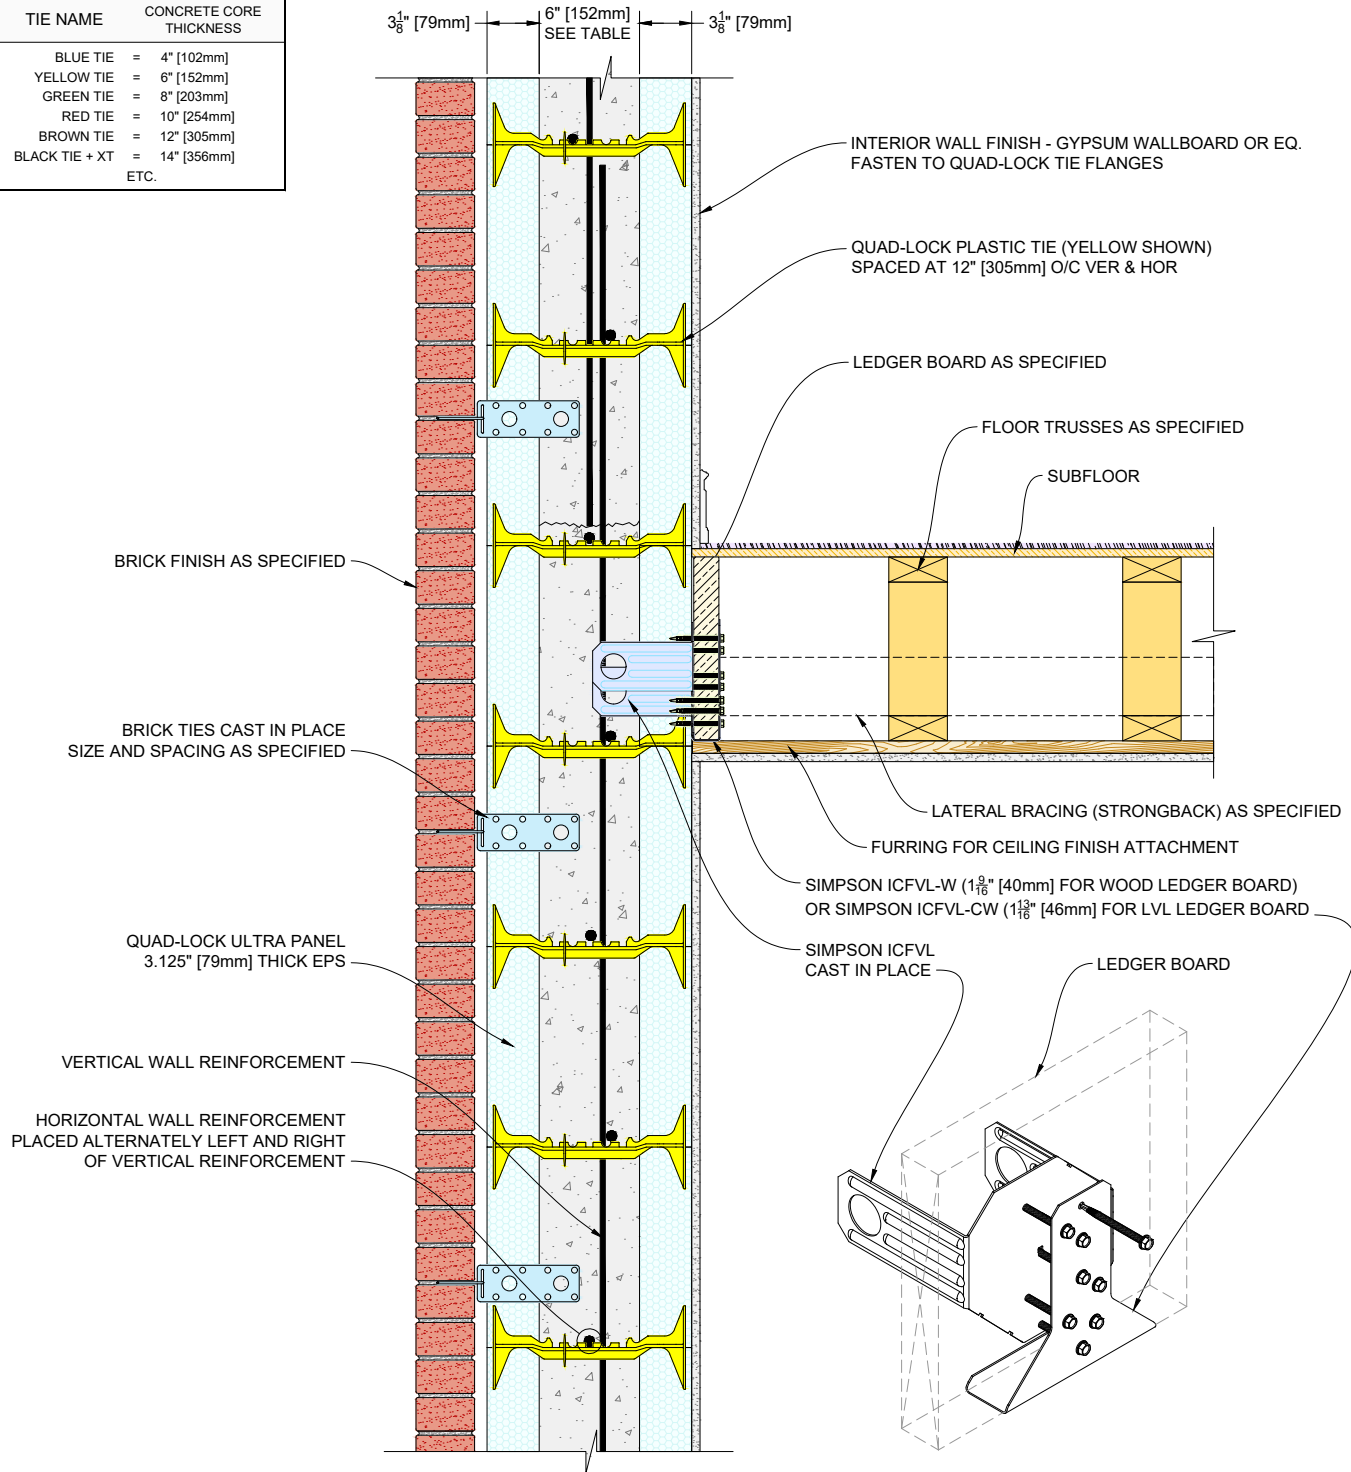 TIE NAME
CONCRETE CORE
THICKNESS
BLUE TIE = 4" [102mm]
YELLOW TIE = 6" [152mm]
GREEN TIE = 8" [203mm]
RED TIE = 10" [254mm]
BROWN TIE = 12" [305mm]
BLACK TIE + XT = 14" [356mm]
ETC.
3 1/8" [79mm]
6" [152mm]
SEE TABLE
3 1/8" [79mm]
INTERIOR WALL FINISH - GYPSUM WALLBOARD OR EQ.
FASTEN TO QUAD-LOCK TIE FLANGES
QUAD-LOCK PLASTIC TIE (YELLOW SHOWN)
SPACED AT 12" [305mm] O/C VER & HOR
LEDGER BOARD AS SPECIFIED
FLOOR TRUSSES AS SPECIFIED
SUBFLOOR
BRICK FINISH AS SPECIFIED
BRICK TIES CAST IN PLACE
SIZE AND SPACING AS SPECIFIED
LATERAL BRACING (STRONGBACK) AS SPECIFIED
FURRING FOR CEILING FINISH ATTACHMENT
SIMPSON ICFVL-W (1 9/16" [40mm] FOR WOOD LEDGER BOARD)
OR SIMPSON ICFVL-CW (1 13/16" [46mm] FOR LVL LEDGER BOARD
SIMPSON ICFVL
CAST IN PLACE
LEDGER BOARD
QUAD-LOCK ULTRA PANEL
3.125" [79mm] THICK EPS
VERTICAL WALL REINFORCEMENT
HORIZONTAL WALL REINFORCEMENT
PLACED ALTERNATELY LEFT AND RIGHT
OF VERTICAL REINFORCEMENT